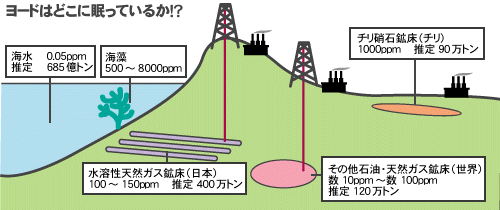 ヨードはどこに眠っているか!?
海水 0.05ppm
推定 685億トン
海藻
500～8000ppm
チリ硝石鉱床（チリ）
1000ppm 推定 90万トン
水溶性天然ガス鉱床（日本）
100～150ppm 推定 400万トン
その他石油・天然ガス鉱床（世界）
数 10ppm～数 100ppm
推定 120万トン